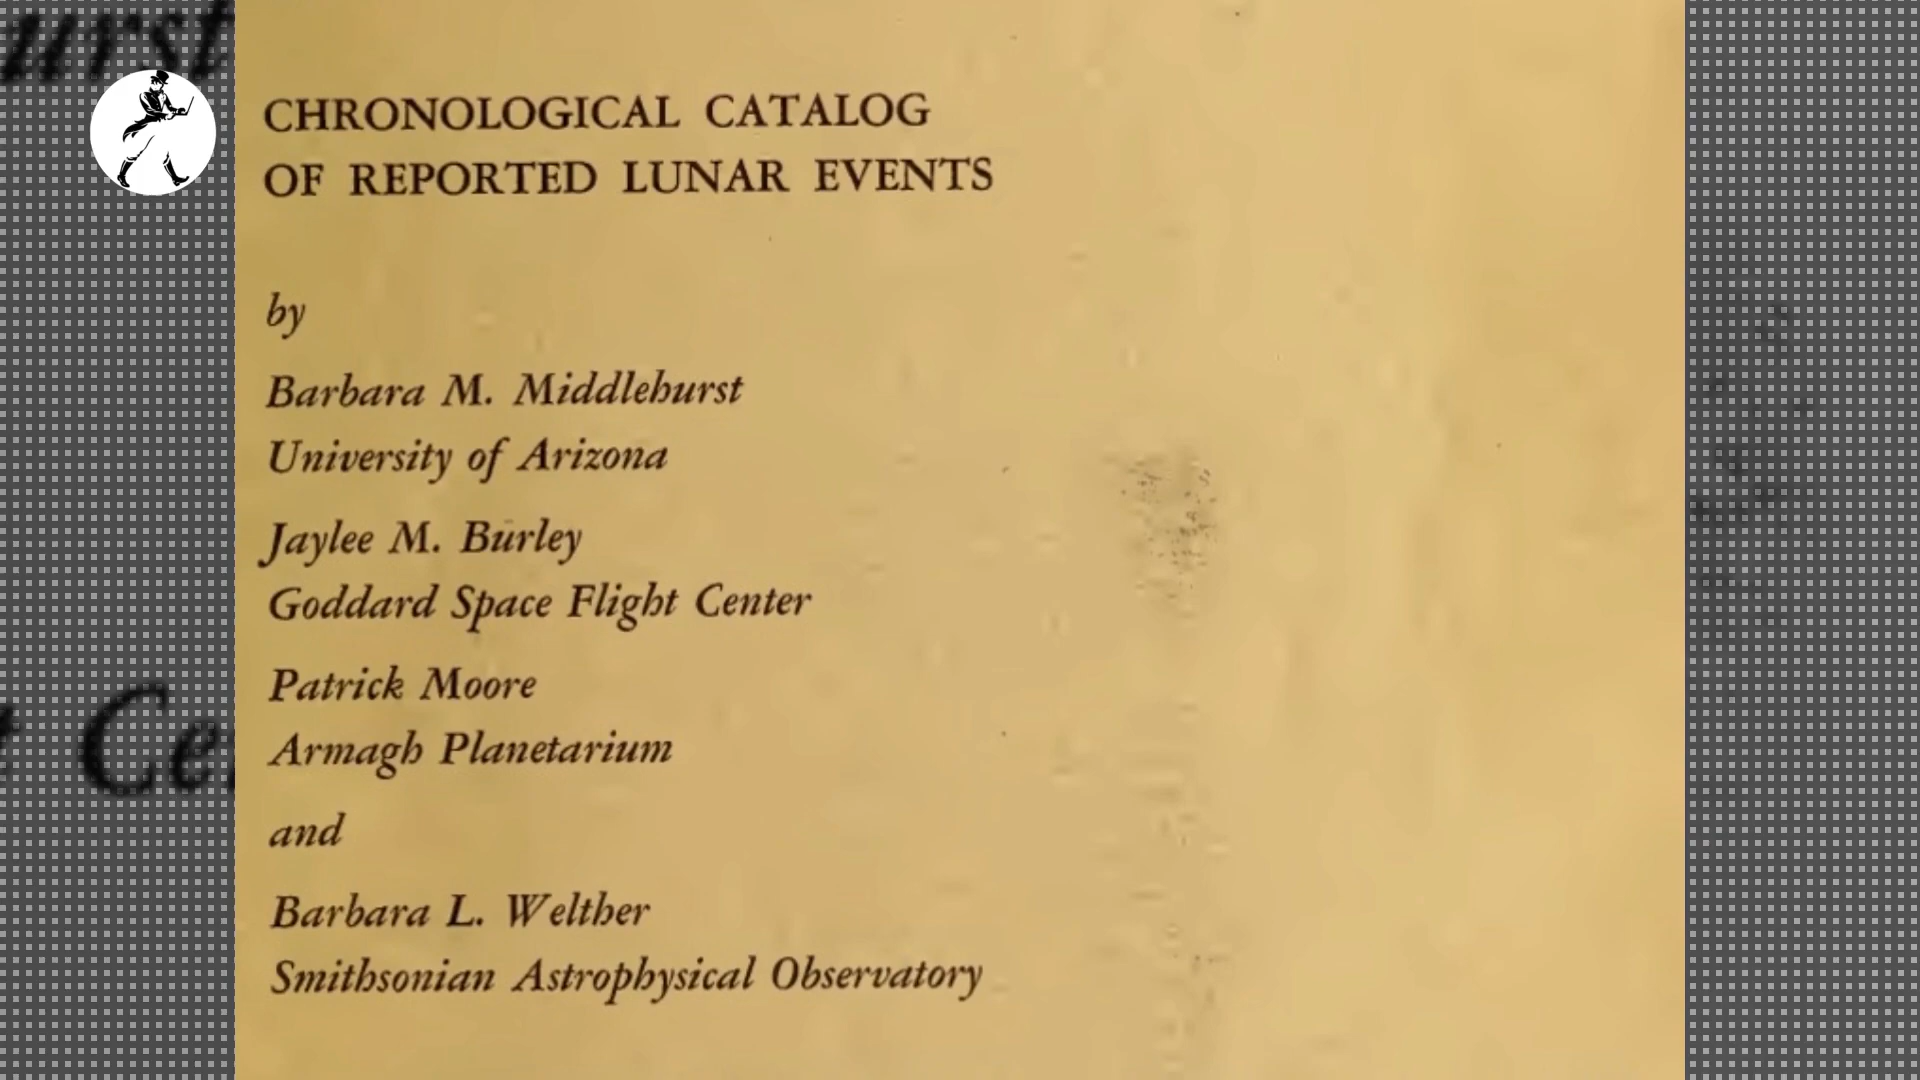 CHRONOLOGICAL CATALOG
OF REPORTED LUNAR EVENTS
by
Barbara M. Middlehurst
University of Arizona
Jaylee M. Burley
Goddard Space Flight Center
Patrick Moore
Armagh Planetarium
and
Barbara L. Welther
Smithsonian Astrophysical Observatory